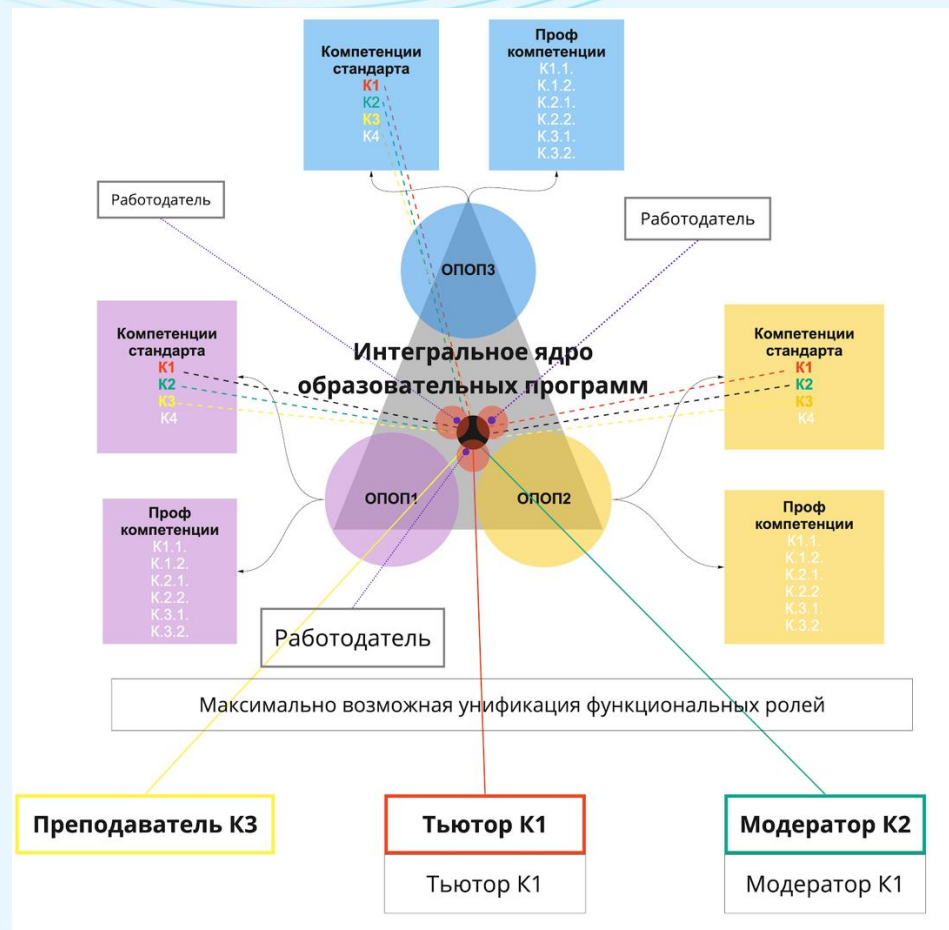 Компетенции
стандарта
К1
К2
К3
К4
Проф
компетенции
К1.1.
К.1.2.
К.2.1.
К.2.2.
К.3.1.
К.3.2.
Работодатель
Работодатель
ОПОП3
Интегральное ядро
образовательных программ
Компетенции
стандарта
К1
К2
К3
К4
Компетенции
стандарта
К1
К2
К3
К4
ОПОП1
ОПОП2
Проф
компетенции
К1.1.
К.1.2.
К.2.1.
К.2.2.
К.3.1.
К.3.2.
Проф
компетенции
К1.1.
К.1.2.
К.2.1.
К.2.2.
К.3.1.
К.3.2.
Работодатель
Максимально возможная унификация функциональных ролей
Преподаватель К3
Тьютор К1
Тьютор К1
Модератор К2
Модератор К1